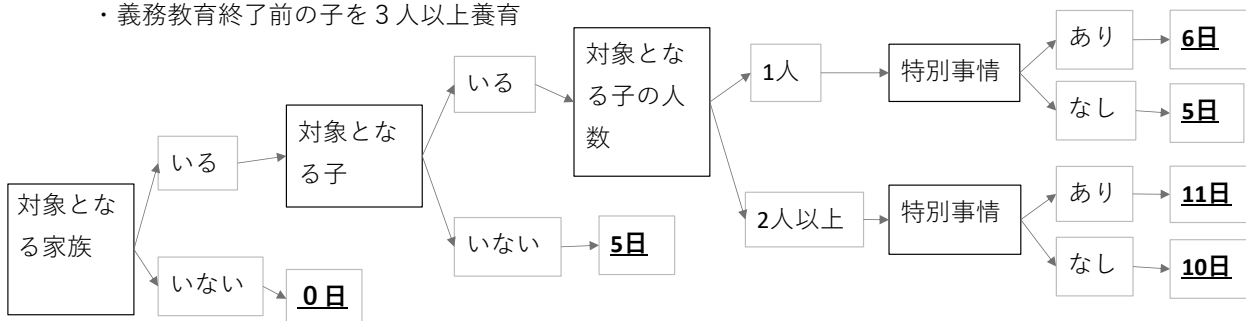 ・義務教育終了前の子を３人以上養育
対象とな
る家族
いる
いない
０日
対象とな
る子
いる
いない
5日
対象とな
る子の人
数
1人
2人以上
特別事情
あり
6日
なし
5日
特別事情
あり
11日
なし
10日